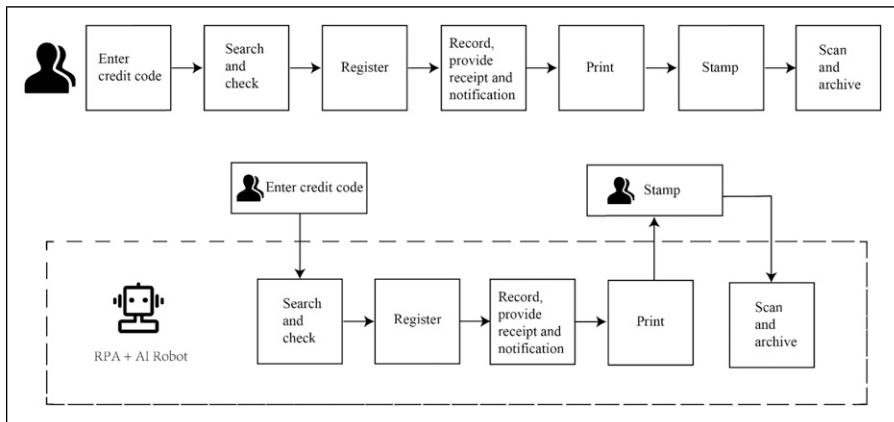 Enter
credit code
Search
and
check
Register
Record,
provide
receipt and
notification
Print
Stamp
Scan
and
archive
Enter credit code
Stamp
Search
and
check
Register
Record,
provide
receipt and
notification
Print
Scan
and
archive
RPA + AI Robot